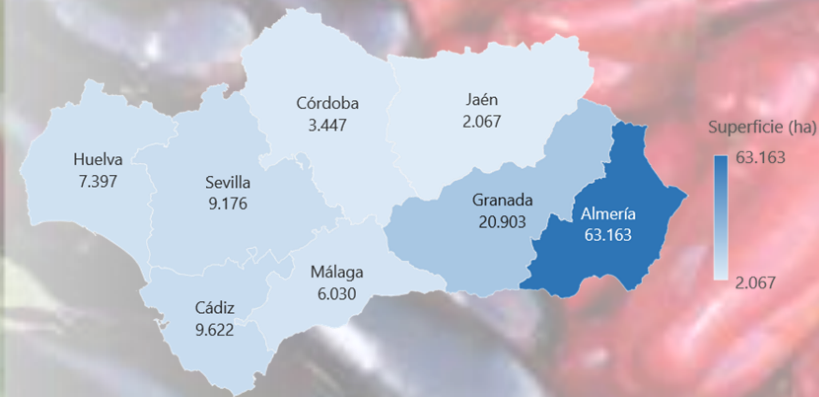 Córdoba
3.447
Jaén
2.067
Superficie (ha)
63.163
2.067
Huelva
7.397
Sevilla
9.176
Granada
20.903
Almería
63.163
Málaga
6.030
Cádiz
9.622